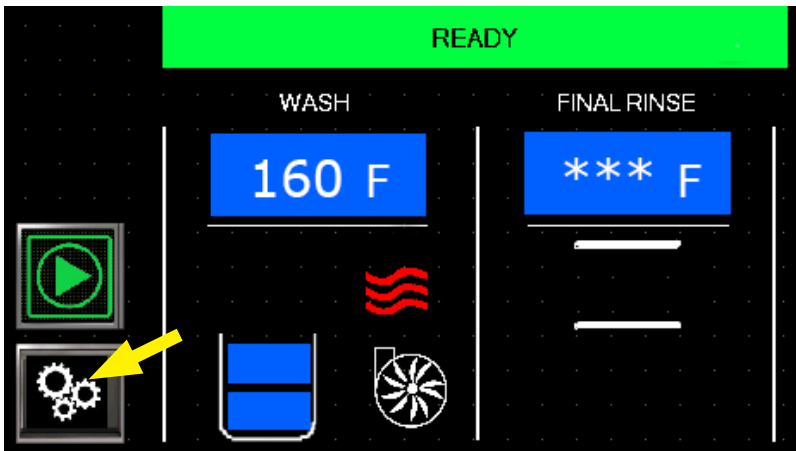 READY
WASH
FINAL RINSE
160 F
*** F